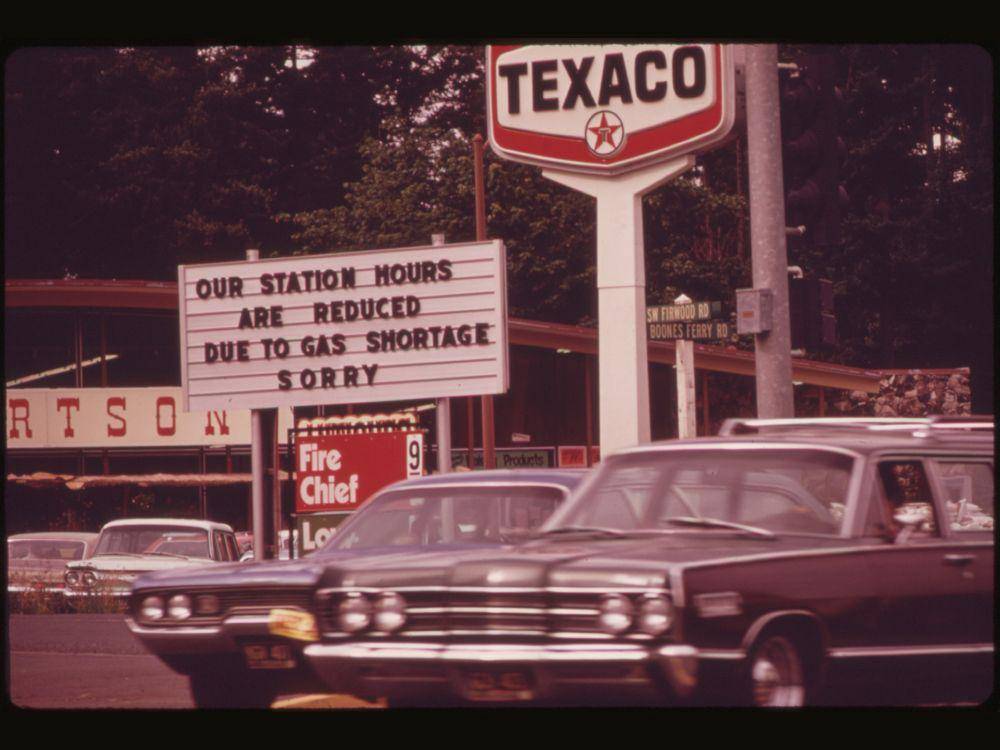 TEXACO
T
OUR STATION HOURS
ARE REDUCED
DUE TO GAS SHORTAGE
SORRY
SW FIRWOOD RD
BOONES FERRY RD
RTSON
Products
Fire
Chief
9